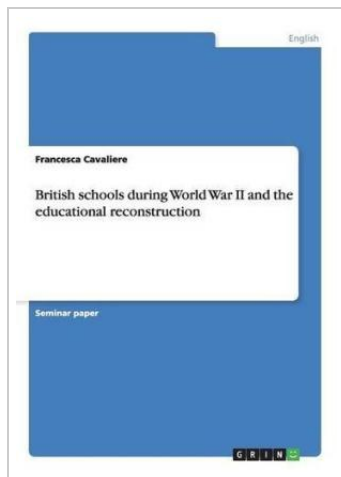 English
Francesca Cavaliere
British schools during World War II and the
educational reconstruction
Seminar paper
GRIN